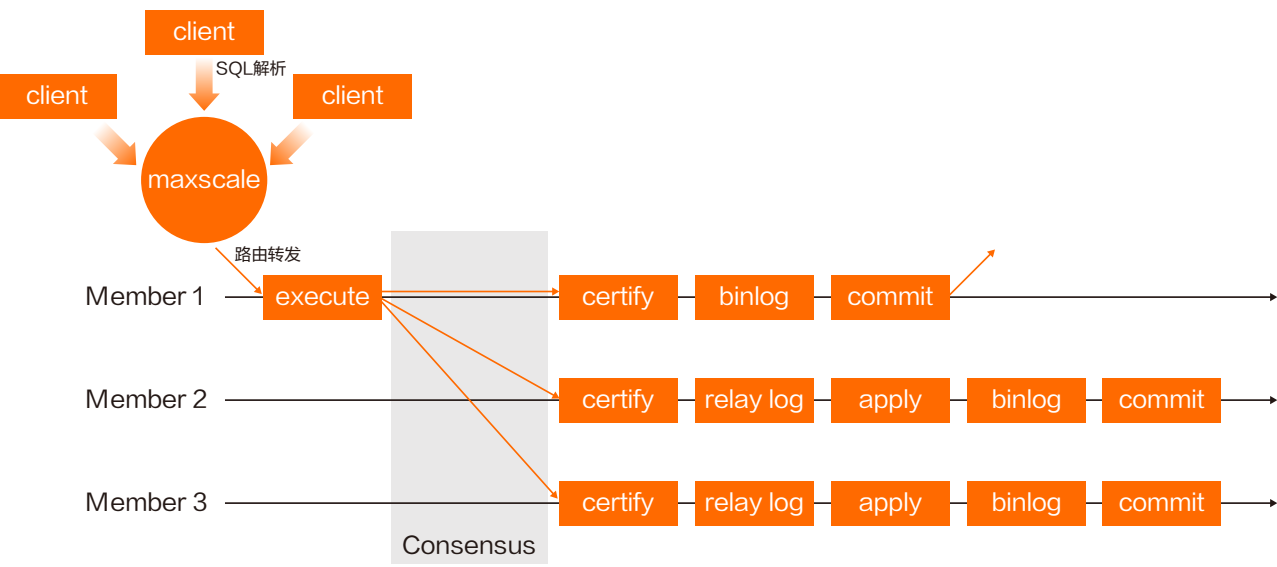 client
SQL解析
client
client
maxscale
路由转发
Member 1
execute
certify
binlog
commit
Member 2
certify
relay log
apply
binlog
commit
Member 3
certify
relay log
apply
binlog
commit
Consensus